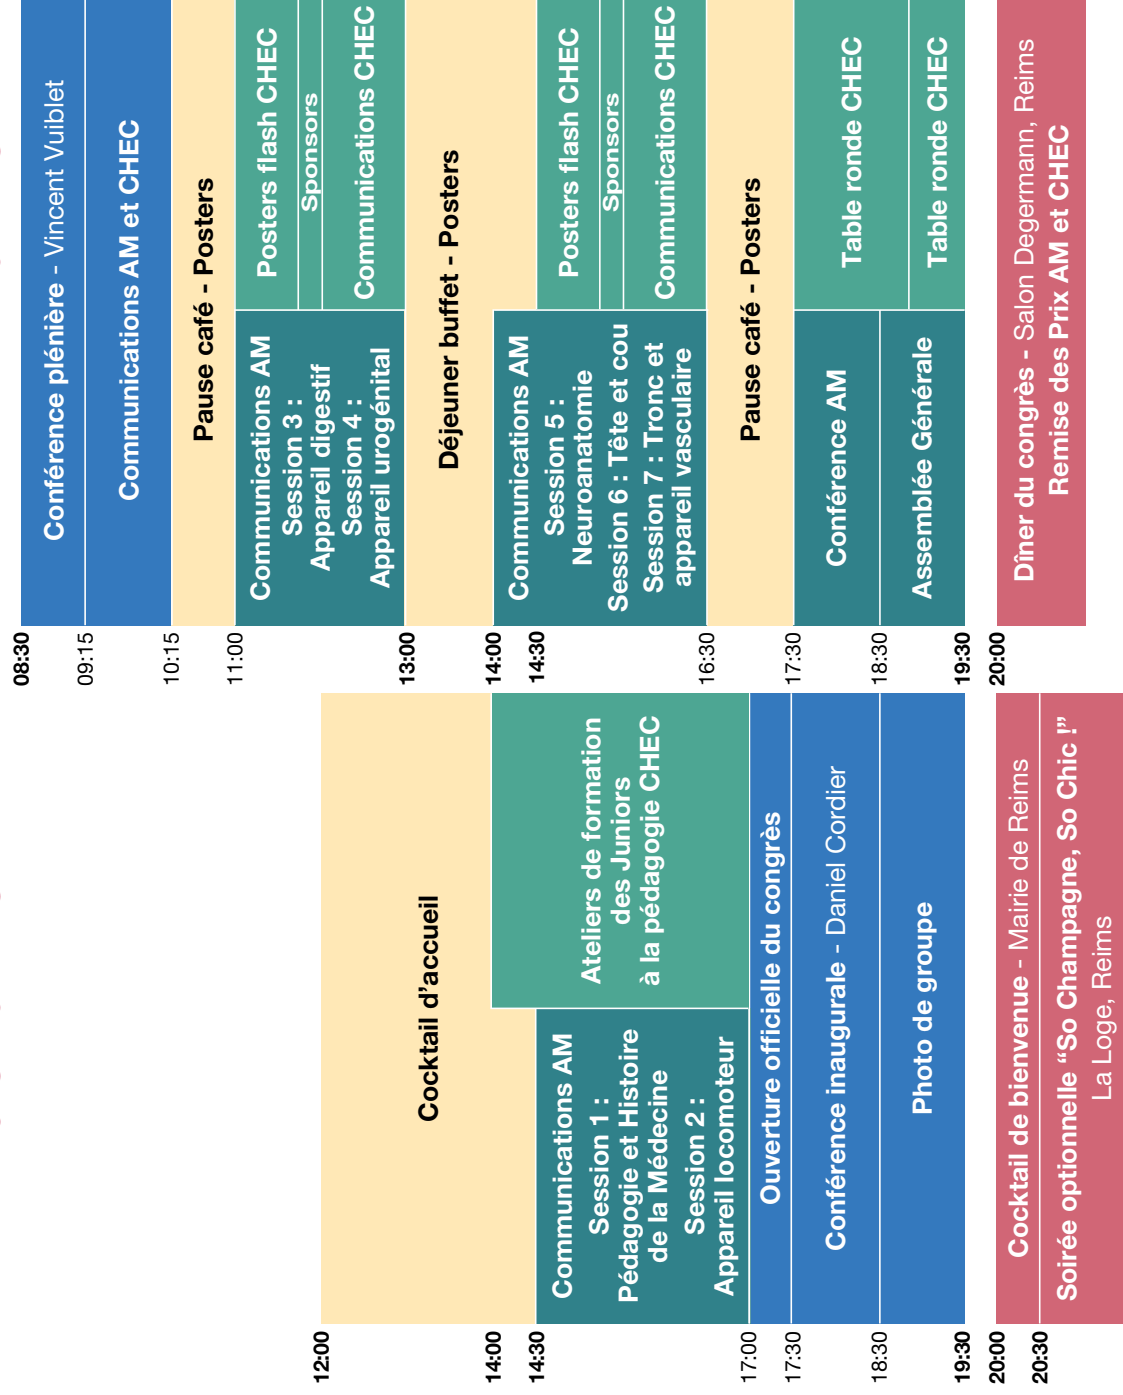 12:00
Cocktail d’accueil
14:00
14:30
Communications AM
Session 1 :
Pédagogie et Histoire
de la Médecine
Session 2 :
Appareil locomoteur
Ateliers de formation
des Juniors
à la pédagogie CHEC
17:00
Ouverture officielle du congrès
17:30
Conférence inaugurale - Daniel Cordier
18:30
Photo de groupe
19:30
20:00
Cocktail de bienvenue - Mairie de Reims
20:30
Soirée optionnelle “So Champagne, So Chic !”
La Loge, Reims
08:30
Conférence plénière - Vincent Vuiblet
09:15
Communications AM et CHEC
10:15
Pause café - Posters
11:00
Communications AM
Session 3 :
Appareil digestif
Session 4 :
Appareil urogénital
Posters flash CHEC
Sponsors
Communications CHEC
13:00
Déjeuner buffet - Posters
14:00
14:30
Communications AM
Session 5 :
Neuroanatomie
Session 6 : Tête et cou
Session 7 : Tronc et
appareil vasculaire
Posters flash CHEC
Sponsors
Communications CHEC
16:30
Pause café - Posters
17:30
Conférence AM
Table ronde CHEC
18:30
Assemblée Générale
Table ronde CHEC
19:30
20:00
Dîner du congrès - Salon Degermann, Reims
Remise des Prix AM et CHEC